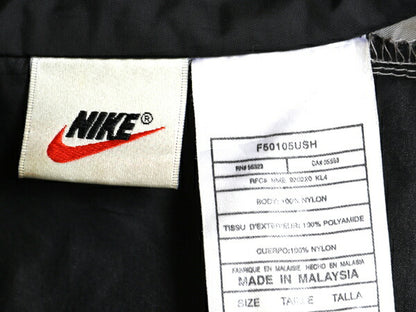 NIKE®
F50105USH
RN# 56323 CA# 05553
BODY: 100% NYLON
TISSU D'EXTERIEUR: 100% POLYAMIDE
CUERPO: 100% NYLON
FABRIQUE EN MALAISIE HECHO EN MALASIA
MADE IN MALAYSIA
SIZE TAILLE TALLA